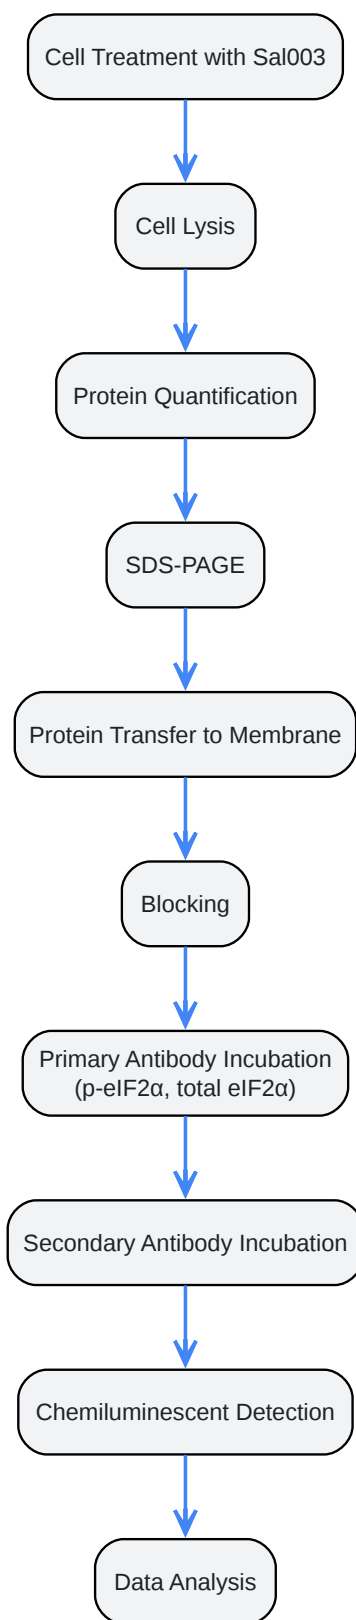 Cell Treatment with Sal003
Cell Lysis
Protein Quantification
SDS-PAGE
Protein Transfer to Membrane
Blocking
Primary Antibody Incubation
(p-eIF2α, total eIF2α)
Secondary Antibody Incubation
Chemiluminescent Detection
Data Analysis